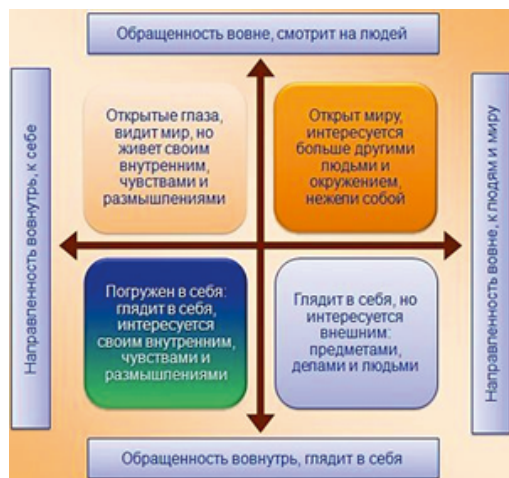 Обращенность вовне, смотрит на людей
Направленность вовнутрь, к себе
Открытые глаза,
видит мир, но
живет своим
внутренним,
чувствами и
размышлениями
Открыт миру,
интересуется
больше другими
людьми и
окружением,
нежели собой
Направленность вовне, к людям и миру
Погружен в себя:
глядит в себя,
интересуется
своим внутренним,
чувствами и
размышлениями
Глядит в себя, но
интересуется
внешним:
предметами,
делами и людьми
Обращенность вовнутрь, глядит в себя